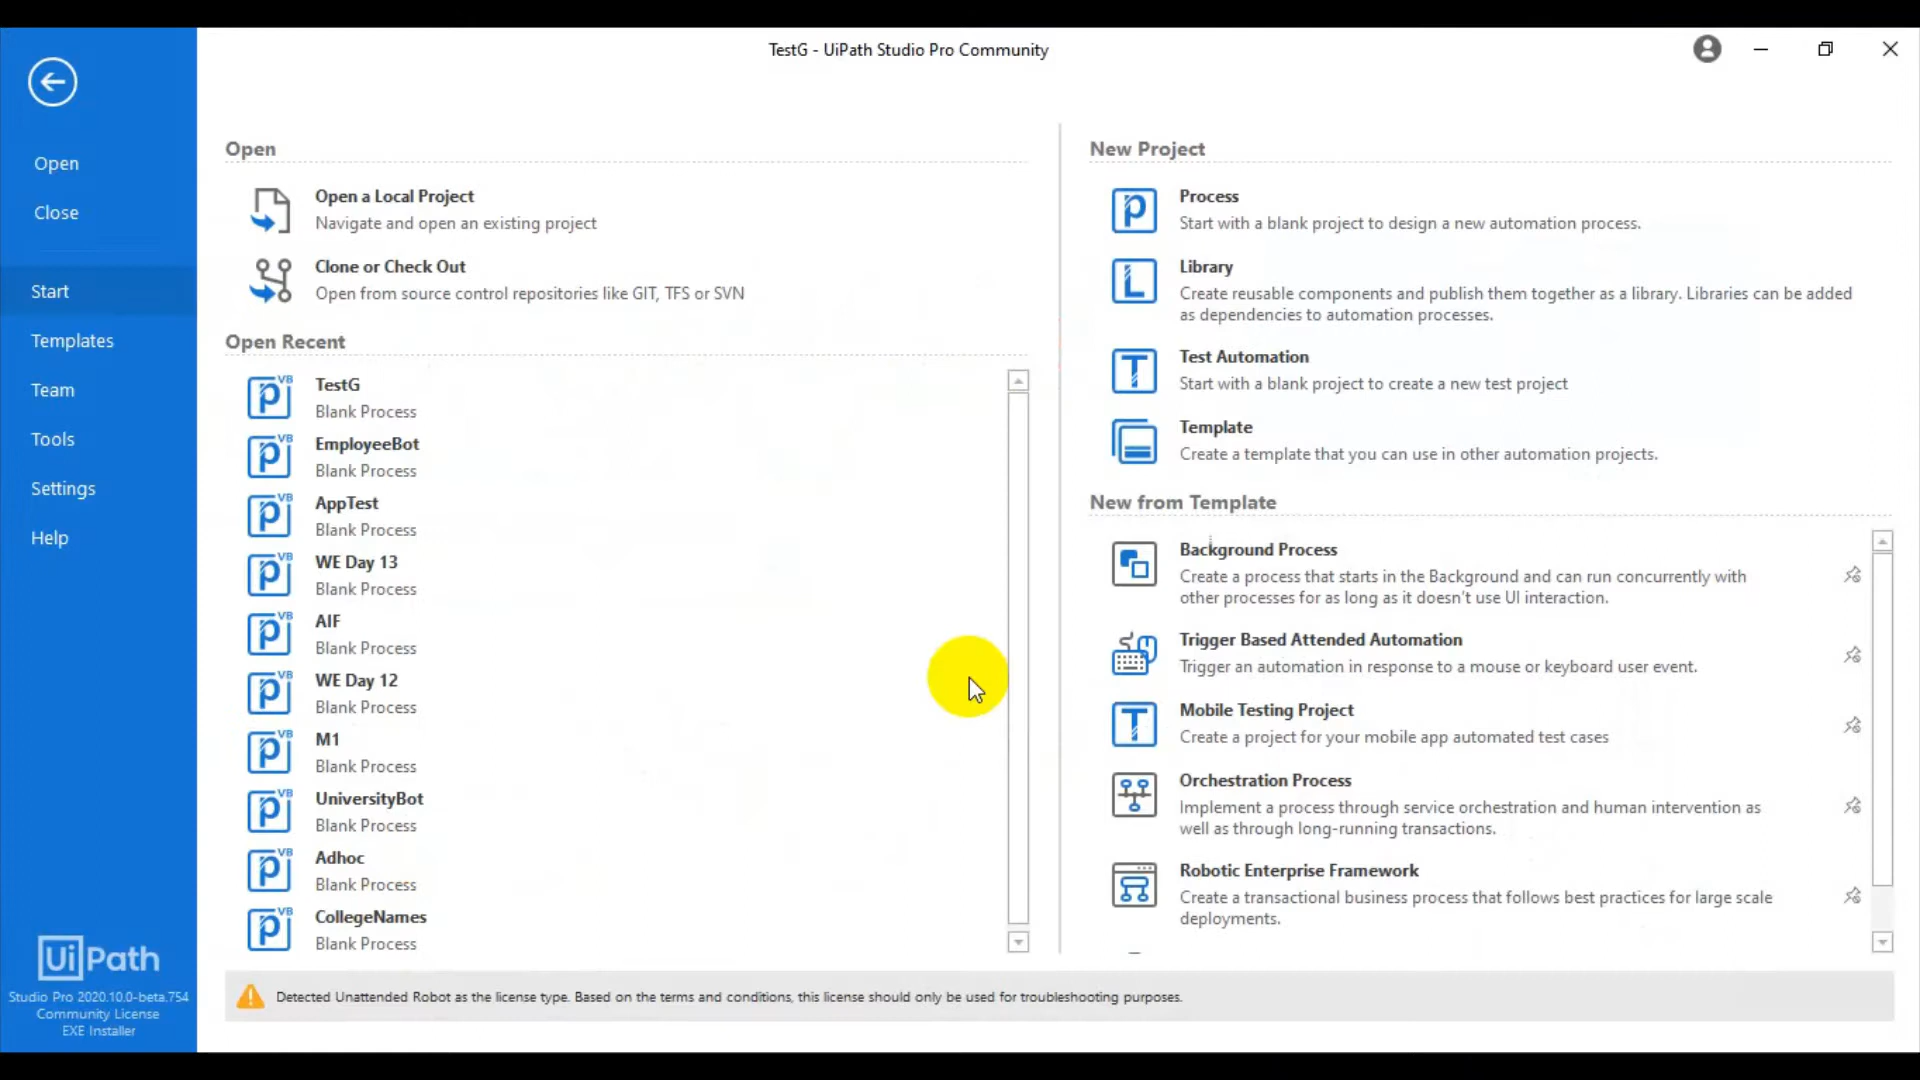 TestG - UiPath Studio Pro Community
Open
Close
Start
Templates
Team
Tools
Settings
Help
UiPath
Studio Pro 2020.10.0-beta.754
Community License
EXE Installer
Open
Open a Local Project
Navigate and open an existing project
Clone or Check Out
Open from source control repositories like GIT, TFS or SVN
Open Recent
VB
TestG
Blank Process
VB
EmployeeBot
Blank Process
VB
AppTest
Blank Process
VB
WE Day 13
Blank Process
VB
AIF
Blank Process
VB
WE Day 12
Blank Process
VB
M1
Blank Process
VB
UniversityBot
Blank Process
VB
Adhoc
Blank Process
VB
CollegeNames
Blank Process
New Project
Process
Start with a blank project to design a new automation process.
Library
Create reusable components and publish them together as a library. Libraries can be added
as dependencies to automation processes.
Test Automation
Start with a blank project to create a new test project
Template
Create a template that you can use in other automation projects.
New from Template
Background Process
Create a process that starts in the Background and can run concurrently with
other processes for as long as it doesn't use UI interaction.
Trigger Based Attended Automation
Trigger an automation in response to a mouse or keyboard user event.
Mobile Testing Project
Create a project for your mobile app automated test cases
Orchestration Process
Implement a process through service orchestration and human intervention as
well as through long-running transactions.
Robotic Enterprise Framework
Create a transactional business process that follows best practices for large scale
deployments.
Detected Unattended Robot as the license type. Based on the terms and conditions, this license should only be used for troubleshooting purposes.